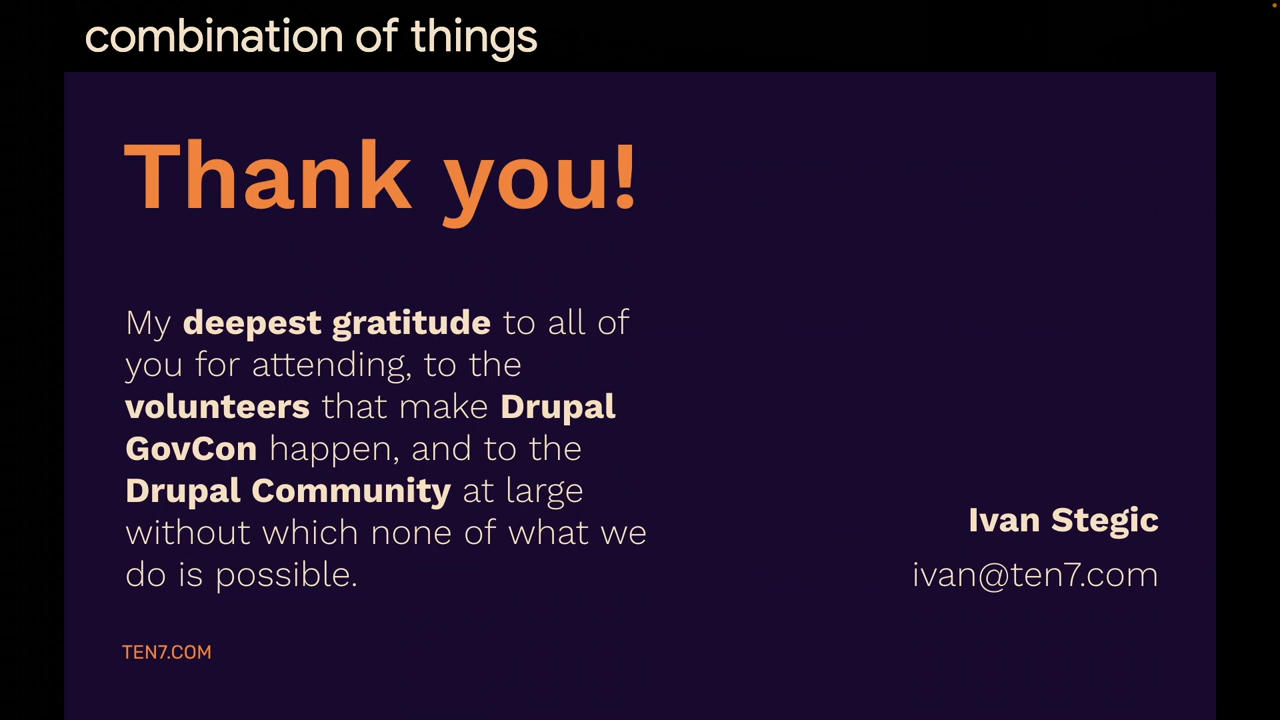 combination of things
Thank you!
My deepest gratitude to all of
you for attending, to the
volunteers that make Drupal
GovCon happen, and to the
Drupal Community at large
without which none of what we
do is possible.
Ivan Stegic
ivan@ten7.com
TEN7.COM